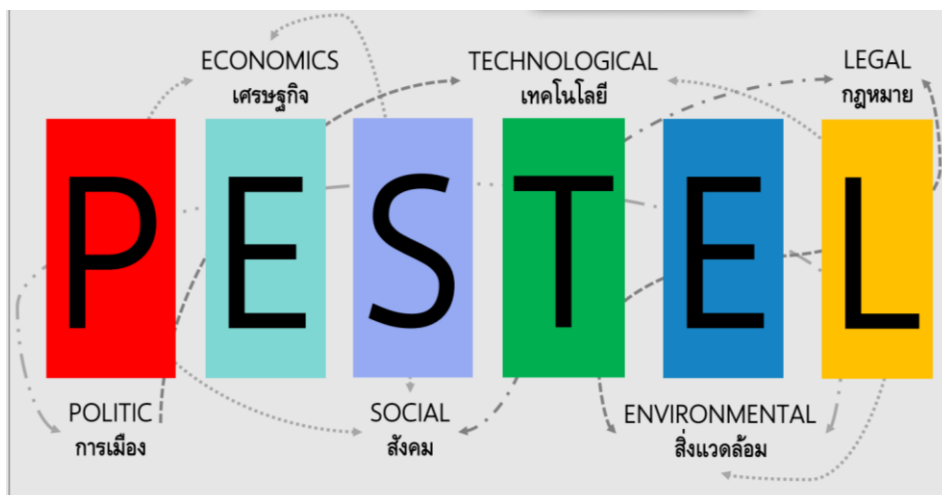 ECONOMICS
เศรษฐกิจ
TECHNOLOGICAL
เทคโนโลยี
LEGAL
กฎหมาย
PESTEL
POLITIC
การเมือง
SOCIAL
สังคม
ENVIRONMENTAL
สิ่งแวดล้อม